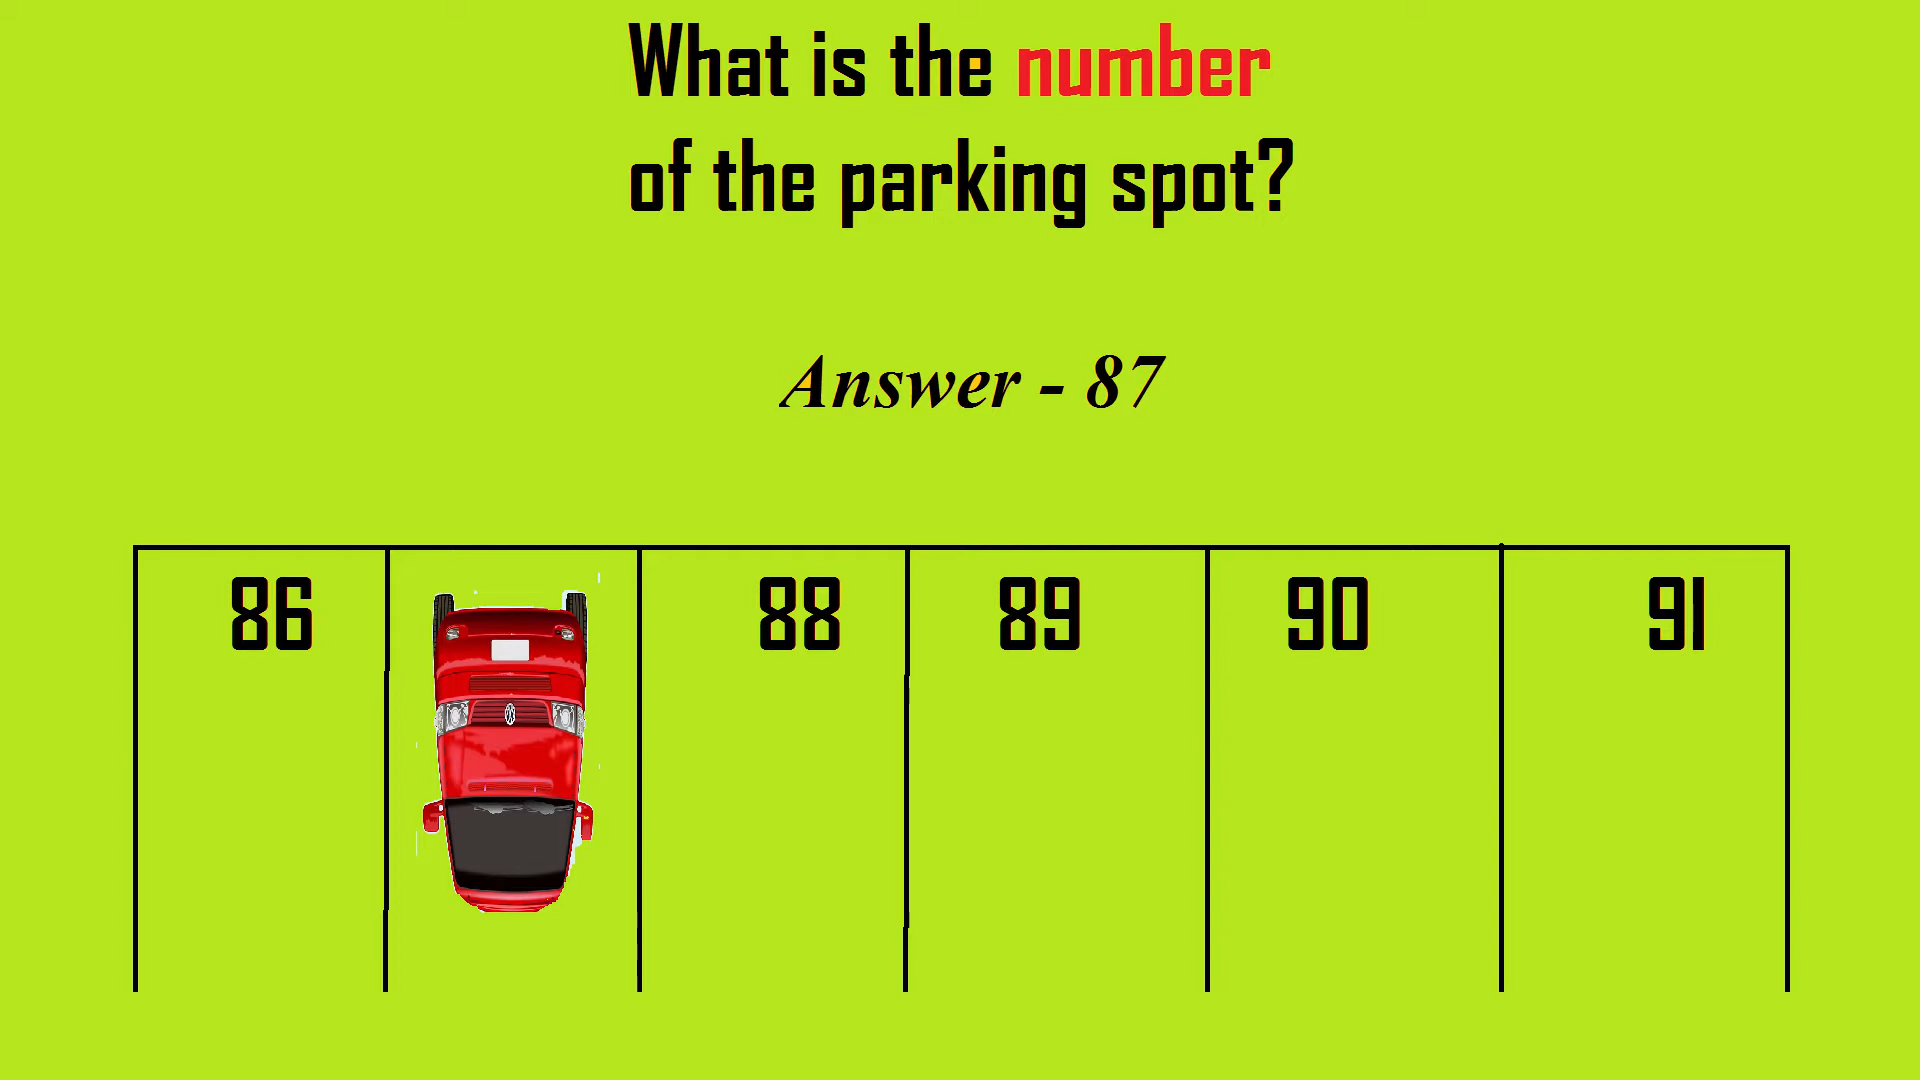 What is the number
of the parking spot?
Answer - 87
86 88 89 90 91